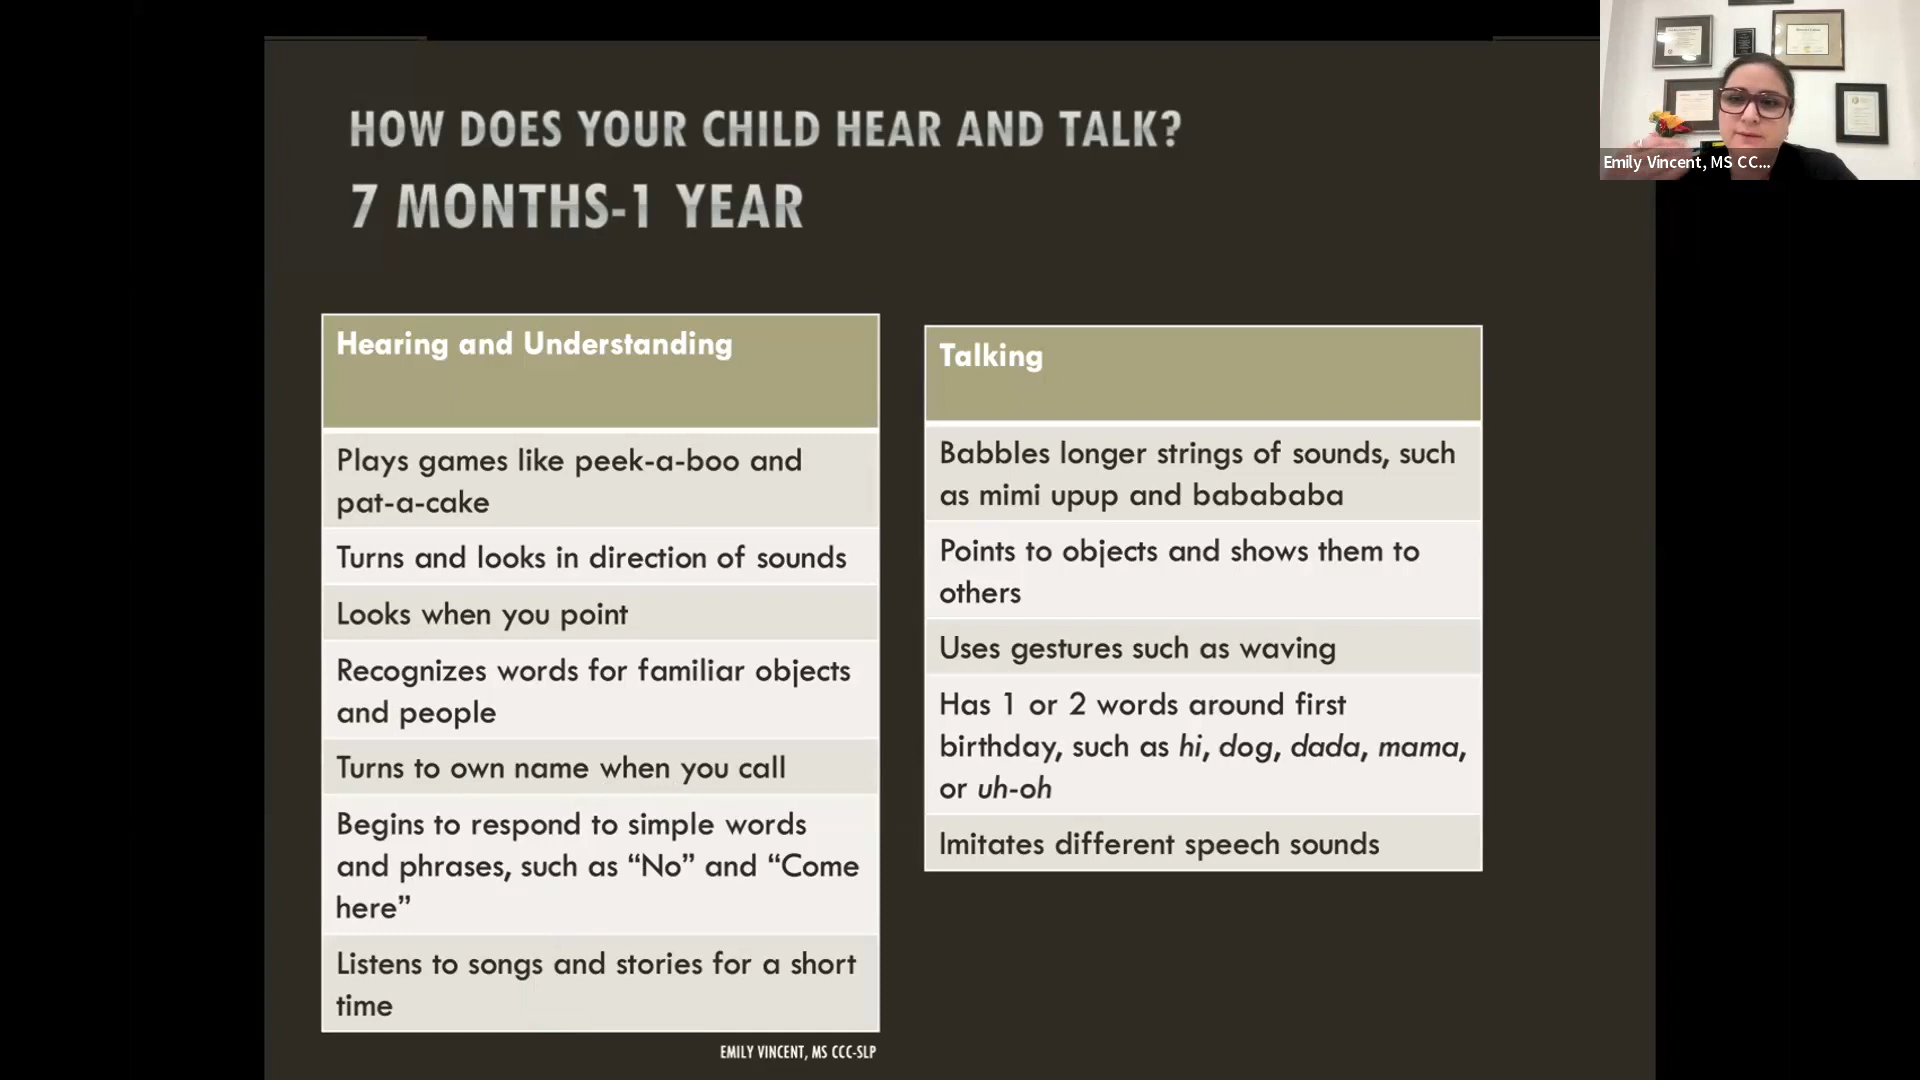 HOW DOES YOUR CHILD HEAR AND TALK?
7 MONTHS-1 YEAR
Hearing and Understanding
Plays games like peek-a-boo and
pat-a-cake
Turns and looks in direction of sounds
Looks when you point
Recognizes words for familiar objects
and people
Turns to own name when you call
Begins to respond to simple words
and phrases, such as “No” and “Come
here”
Listens to songs and stories for a short
time
Talking
Babbles longer strings of sounds, such
as mimi upup and babababa
Points to objects and shows them to
others
Uses gestures such as waving
Has 1 or 2 words around first
birthday, such as hi, dog, dada, mama,
or uh-oh
Imitates different speech sounds
EMILY VINCENT, MS CCC-SLP
Emily Vincent, MS CC...